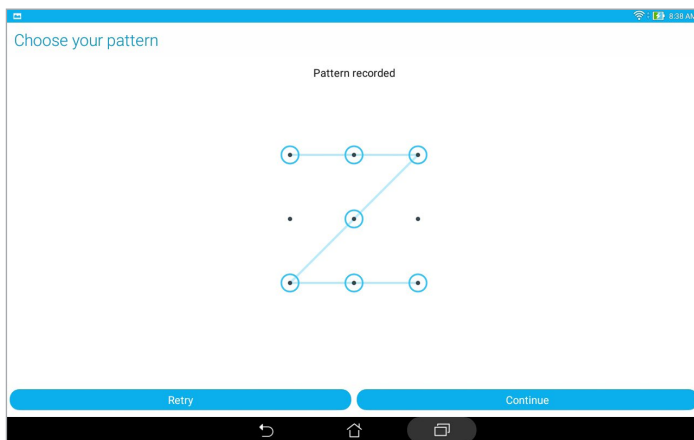 8:38 AM
Choose your pattern
Pattern recorded
Retry
Continue